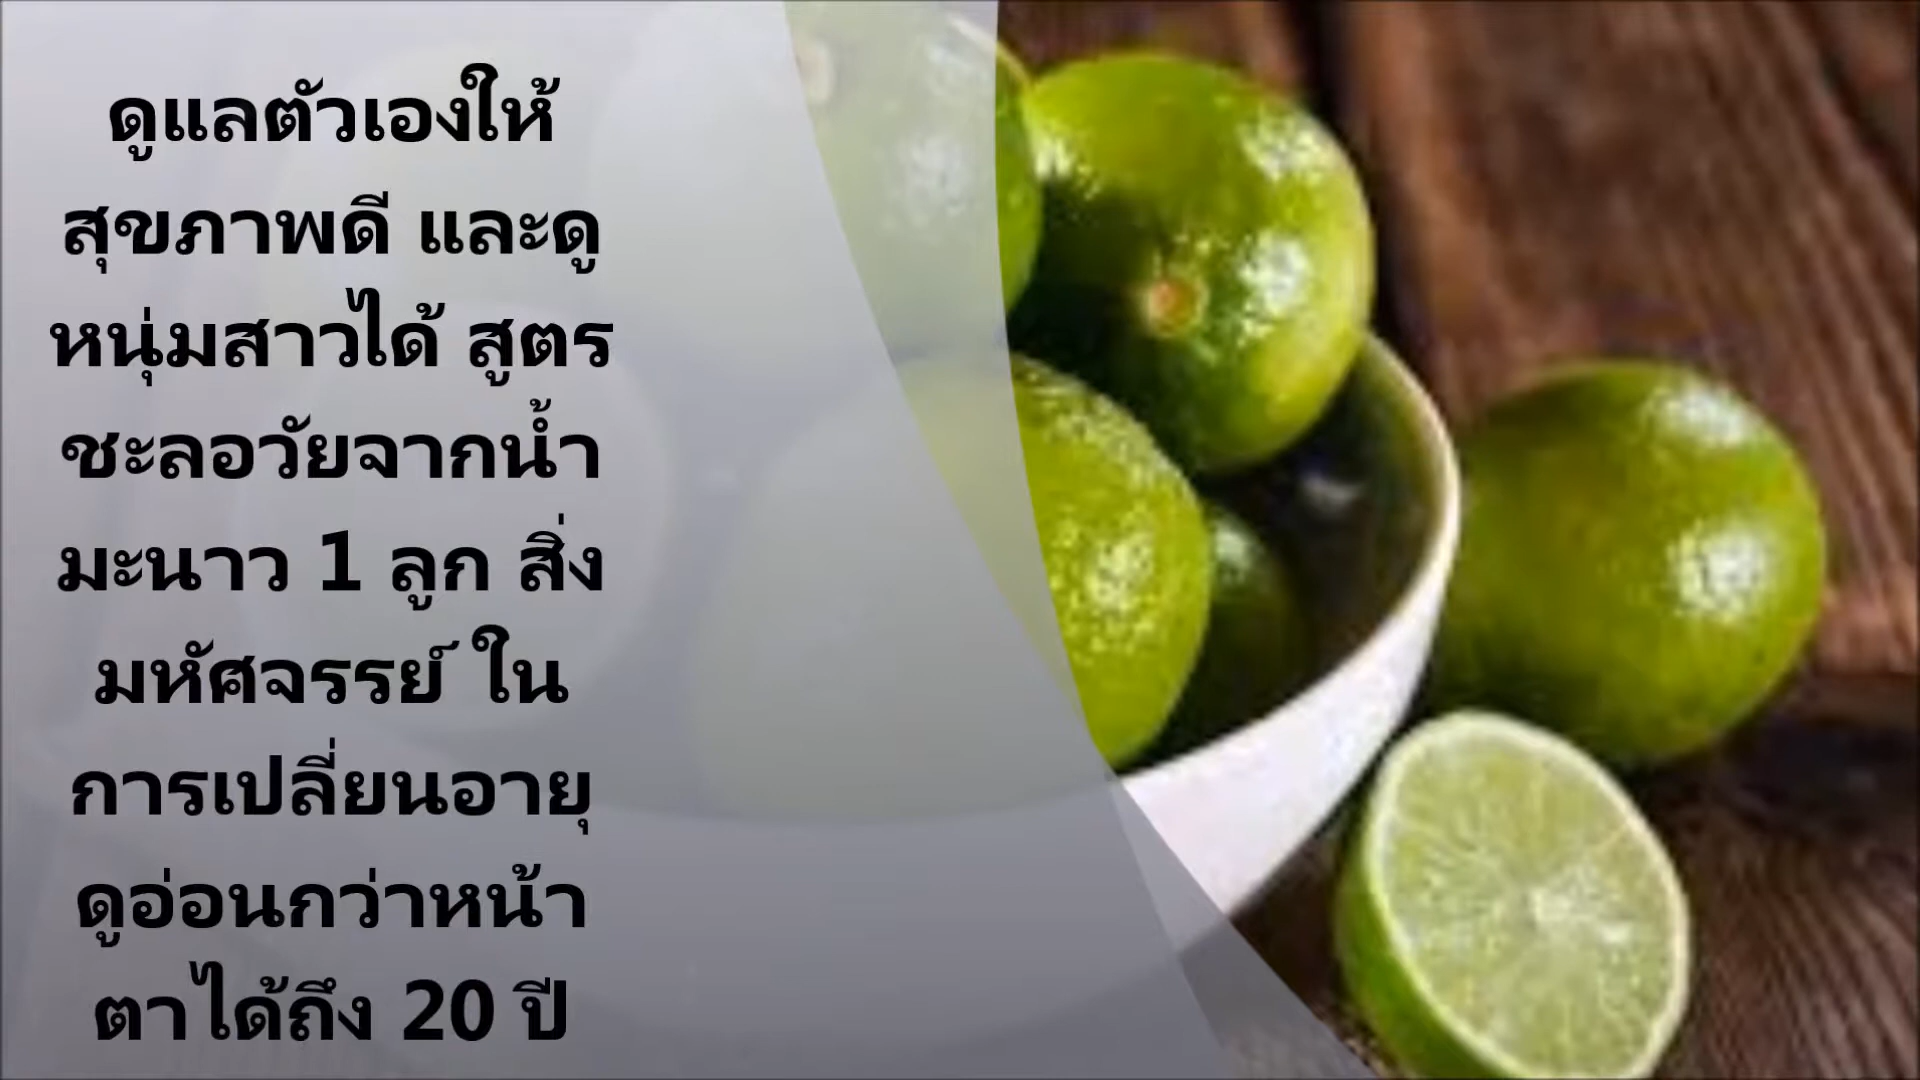 ดูแลตัวเองให้
สุขภาพดี และดู
หนุ่มสาวได้ สูตร
ชะลอวัยจากน้ำ
มะนาว 1 ลูก สิ่ง
มหัศจรรย์ ใน
การเปลี่ยนอายุ
ดูอ่อนกว่าหน้า
ตาได้ถึง 20 ปี